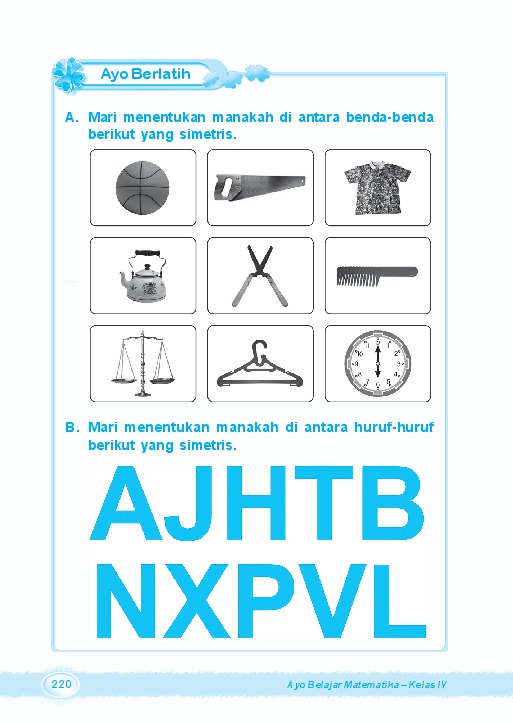 Ayo Berlatih
A. Mari menentukan manakah di antara benda-benda
berikut yang simetris.
B. Mari menentukan manakah di antara huruf-huruf
berikut yang simetris.
AJHTB
NXPVL
220
Ayo Belajar Matematika – Kelas IV